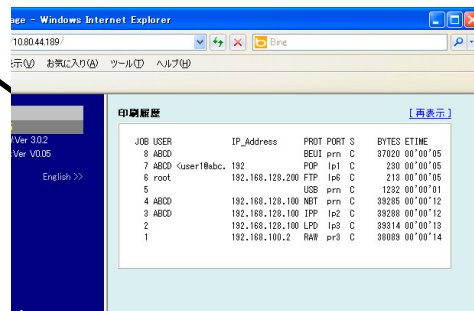 age - Windows Internet Explorer
/10.80.44.189/
Bing
示(V) お気に入り(A) ツール(T) ヘルプ(H)
印刷履歴 [再表示]
Ver 3.0.2
Ver V0.05
English >>
JOB USER IP_Address PROT PORT S BYTES ETIME
8 ABCD BEUI prn C 37020 00'00'05
7 ABCD <user1@abc. 192 POP lp1 C 230 00'00'05
6 root 192.168.128.200 FTP lp6 C 213 00'00'05
5 USB prn C 1232 00'00'01
4 ABCD 192.168.128.100 NBT prn C 39285 00'00'12
3 ABCD 192.168.128.100 IPP lp2 C 39288 00'00'12
2 192.168.128.100 LPD lp3 C 39314 00'00'13
1 192.168.100.2 RAW pr3 C 38089 00'00'14